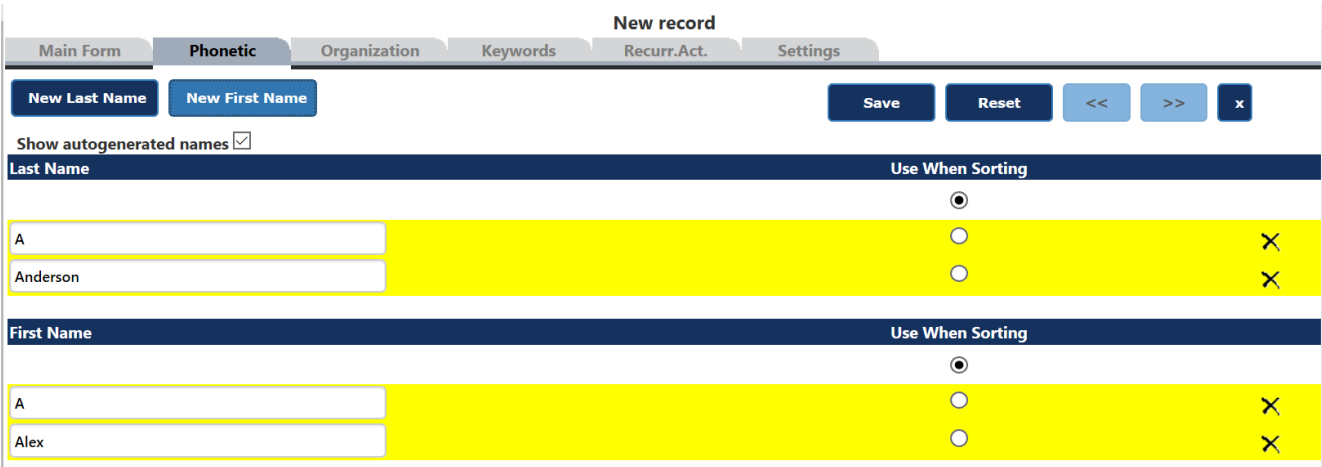 New record
Main Form Phonetic Organization Keywords Recurr.Act. Settings
New Last Name New First Name Save Reset << >> x
Show autogenerated names
Last Name Use When Sorting
A
Anderson
First Name Use When Sorting
A
Alex